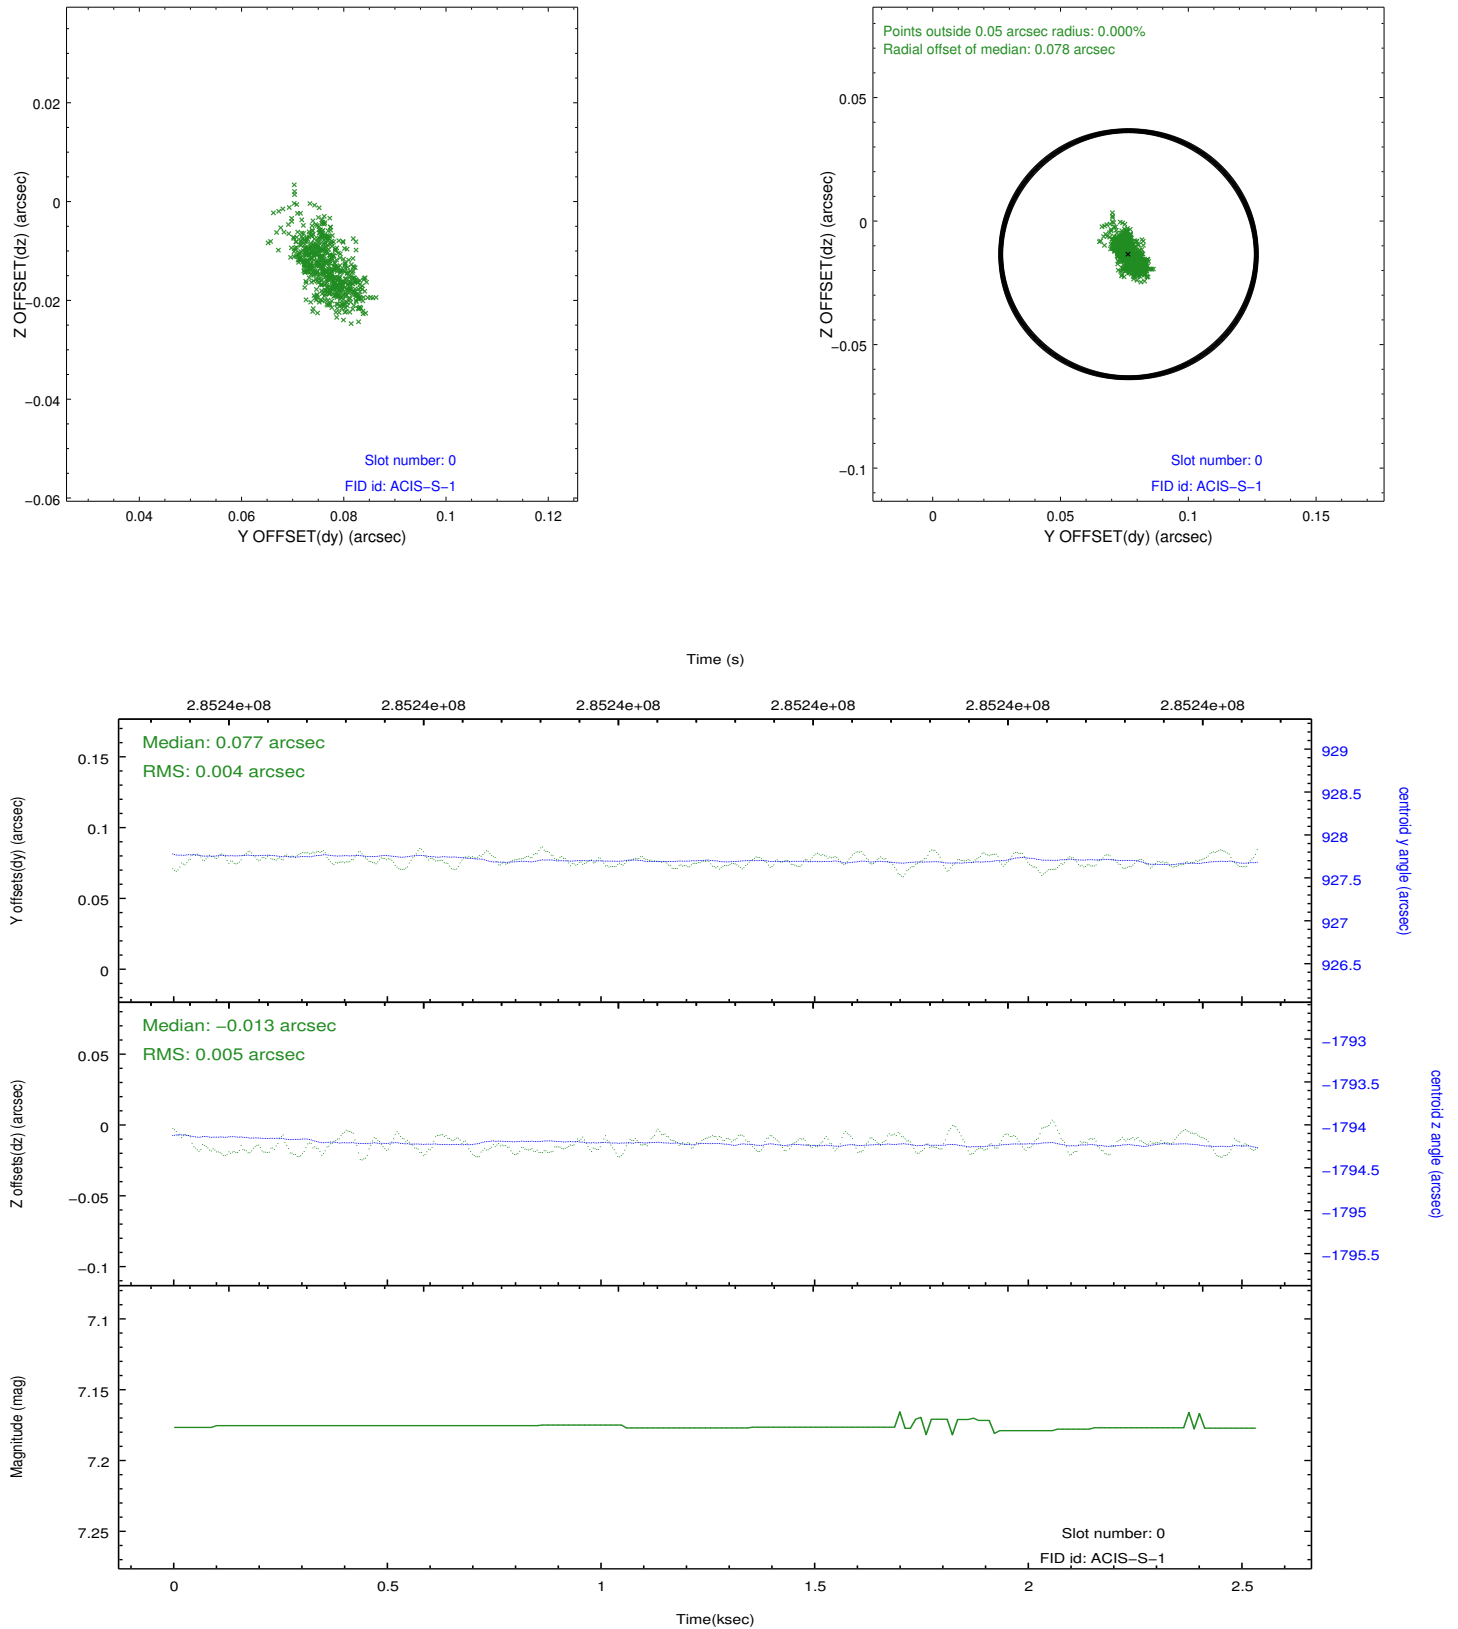 0.02
0
−0.02
−0.04
−0.06
Z OFFSET(dz) (arcsec)
Slot number: 0
FID id: ACIS−S−1
0.04 0.06 0.08 0.1 0.12
Y OFFSET(dy) (arcsec)
Points outside 0.05 arcsec radius: 0.000%
Radial offset of median: 0.078 arcsec
0.05
0
−0.05
−0.1
Z OFFSET(dz) (arcsec)
Slot number: 0
FID id: ACIS−S−1
0 0.05 0.1 0.15
Y OFFSET(dy) (arcsec)
Time (s)
2.8524e+08 2.8524e+08 2.8524e+08 2.8524e+08 2.8524e+08 2.8524e+08
Median: 0.077 arcsec
RMS: 0.004 arcsec
0.15
0.1
0.05
0
Y offsets(dy) (arcsec)
929
928.5
928
927.5
927
926.5
centroid y angle (arcsec)
Median: −0.013 arcsec
RMS: 0.005 arcsec
0.05
0
−0.05
−0.1
Z offsets(dz) (arcsec)
−1793
−1793.5
−1794
−1794.5
−1795
−1795.5
centroid z angle (arcsec)
7.1
7.15
7.2
7.25
Magnitude (mag)
Slot number: 0
FID id: ACIS−S−1
0 0.5 1 1.5 2 2.5
Time(ksec)